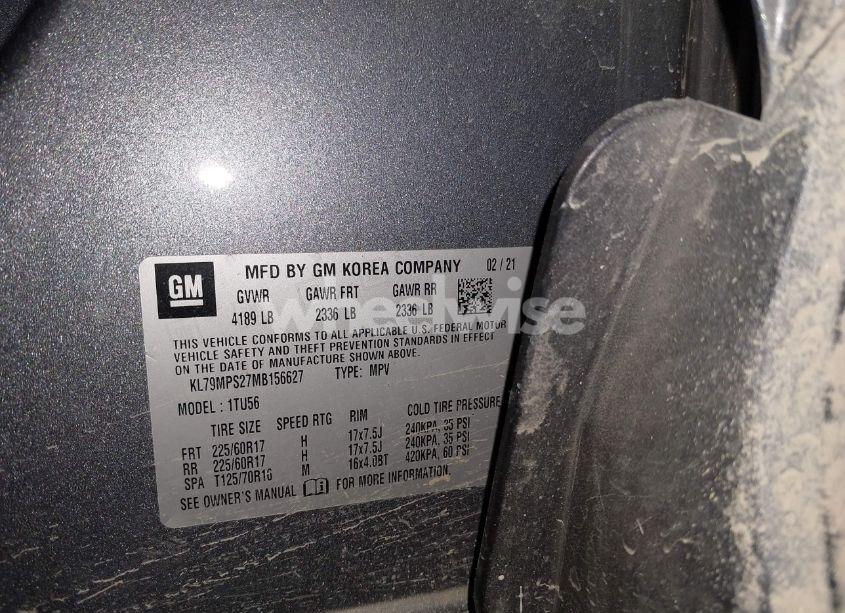 GM
MFD BY GM KOREA COMPANY 02 / 21
GVWR GAWR FRT GAWR RR
4189 LB 2336 LB 2336 LB
THIS VEHICLE CONFORMS TO ALL APPLICABLE U.S. FEDERAL MOTOR
VEHICLE SAFETY AND THEFT PREVENTION STANDARDS IN EFFECT
ON THE DATE OF MANUFACTURE SHOWN ABOVE.
KL79MPS27MB156627 TYPE: MPV
MODEL: 1TU56
TIRE SIZE SPEED RTG RIM COLD TIRE PRESSURE
FRT 225/60R17 H 17x7.5J 240KPA, 35 PSI
RR 225/60R17 H 17x7.5J 240KPA, 35 PSI
SPA T125/70R16 M 16x4.0BT 420KPA, 60 PSI
SEE OWNER'S MANUAL FOR MORE INFORMATION.
wheelwise